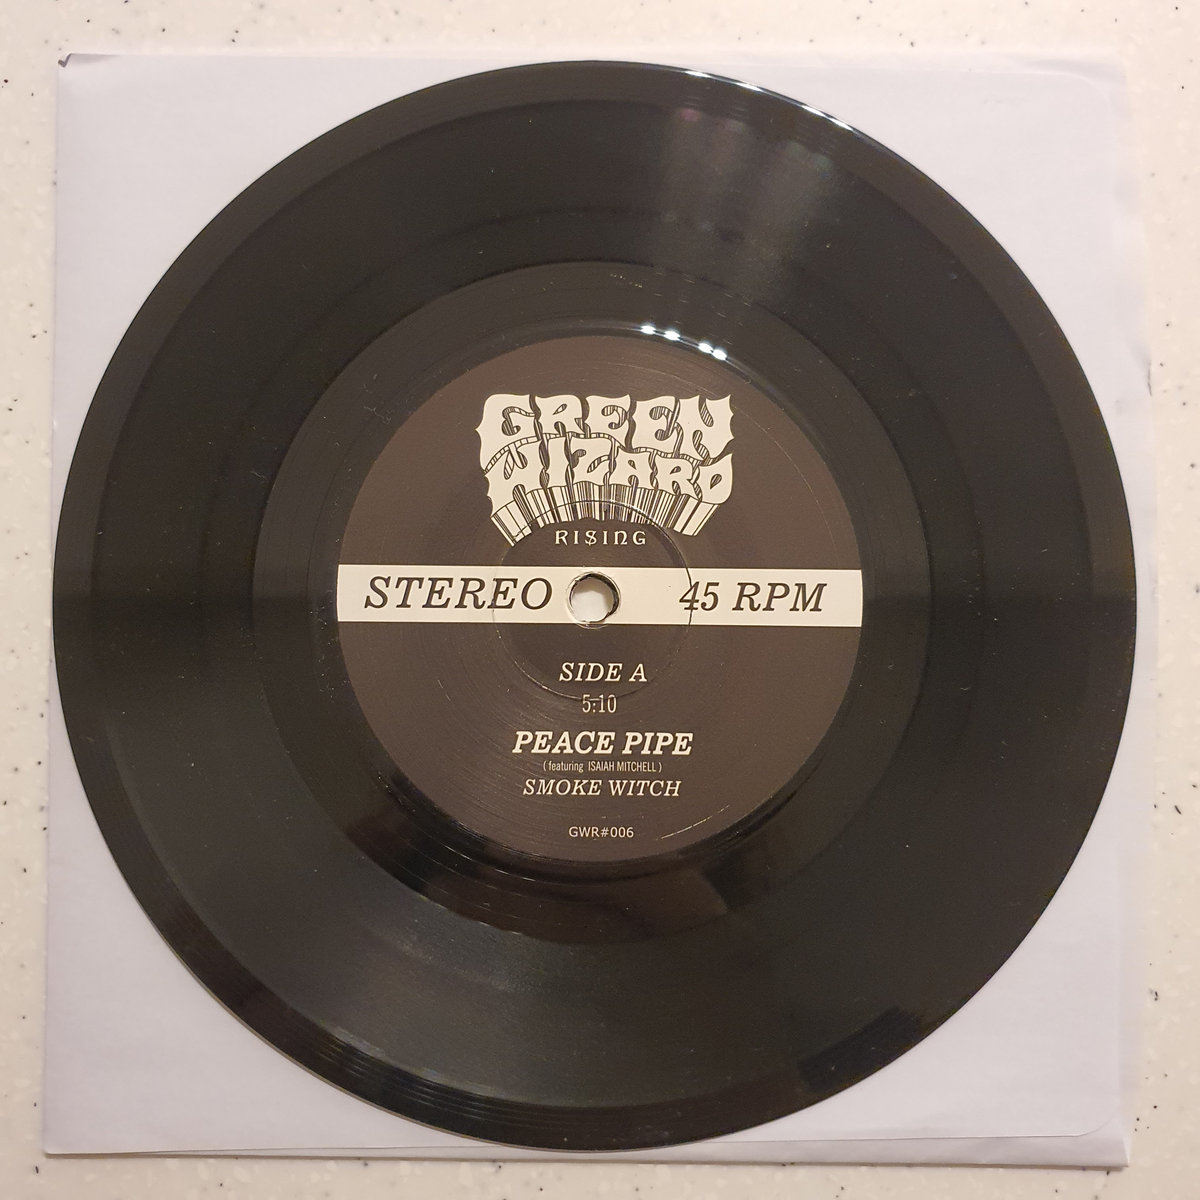 GREEN
WIZARD
RISING
STEREO 45 RPM
SIDE A
5:10
PEACE PIPE
(featuring ISAIAH MITCHELL)
SMOKE WITCH
GWR#006